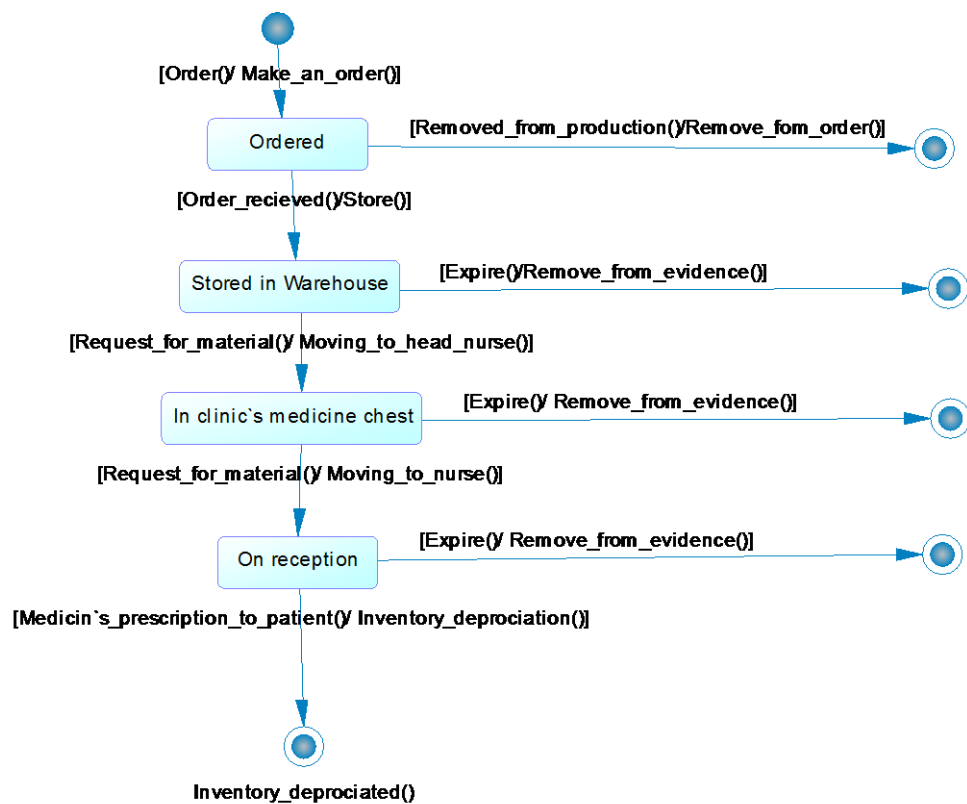 [Order()/ Make_an_order()]
[Removed_from_production()/Remove_fom_order()]
Ordered
[Order_recieved()/Store()]
[Expire()/Remove_from_evidence()]
Stored in Warehouse
[Request_for_material()/ Moving_to_head_nurse()]
[Expire()/ Remove_from_evidence()]
In clinic`s medicine chest
[Request_for_material()/ Moving_to_nurse()]
[Expire()/ Remove_from_evidence()]
On reception
[Medicin`s_prescription_to_patient()/ Inventory_deprociation()]
Inventory_deprociated()